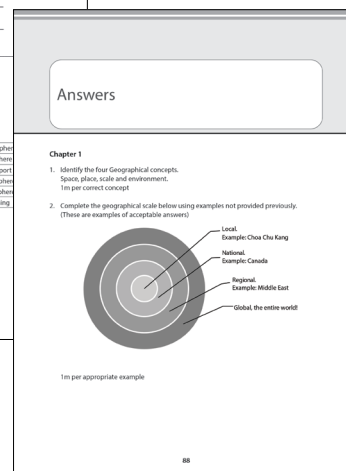 Answers
Chapter 1
1. Identify the four Geographical concepts.
Space, place, scale and environment.
1m per correct concept
2. Complete the geographical scale below using examples not provided previously.
(These are examples of acceptable answers)
Local.
Example: Choa Chu Kang
National.
Example: Canada
Regional.
Example: Middle East
Global, the entire world!
1m per appropriate example
88